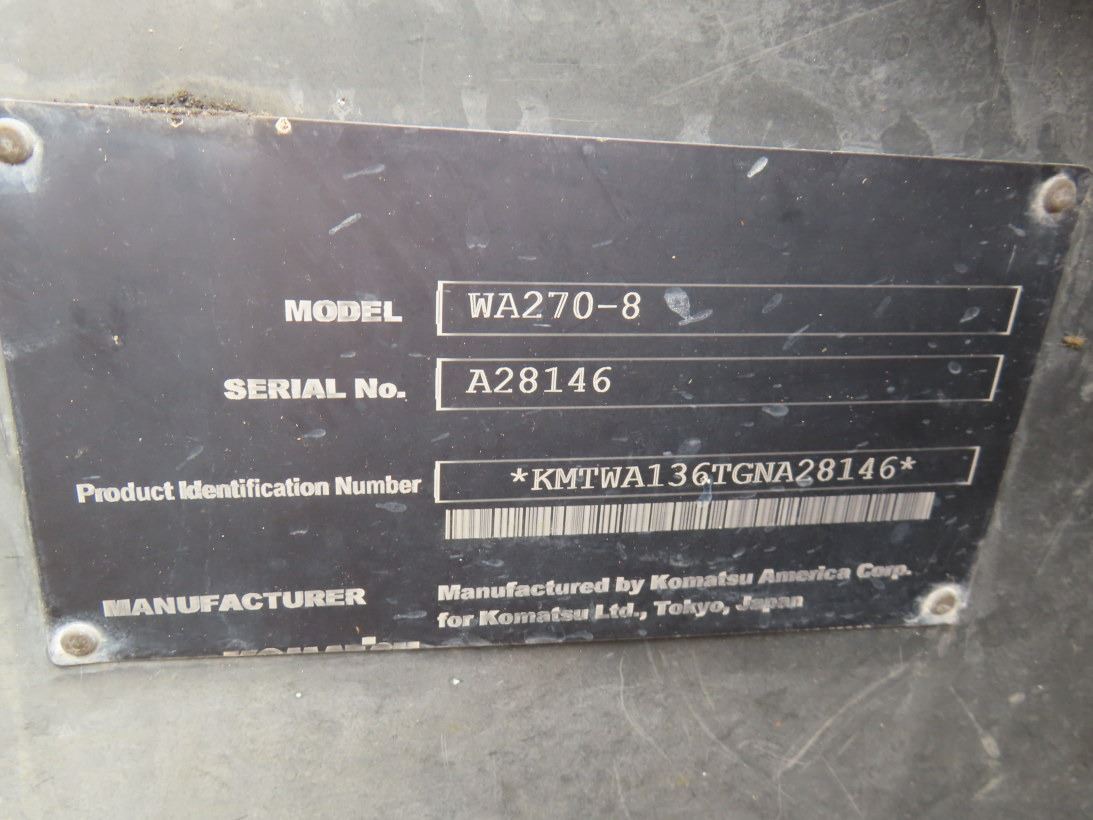 MODEL WA270-8
SERIAL No. A28146
Product Identification Number *KMTWA136TGNA28146*
MANUFACTURER Manufactured by Komatsu America Corp.
for Komatsu Ltd., Tokyo, Japan
KOMATSU